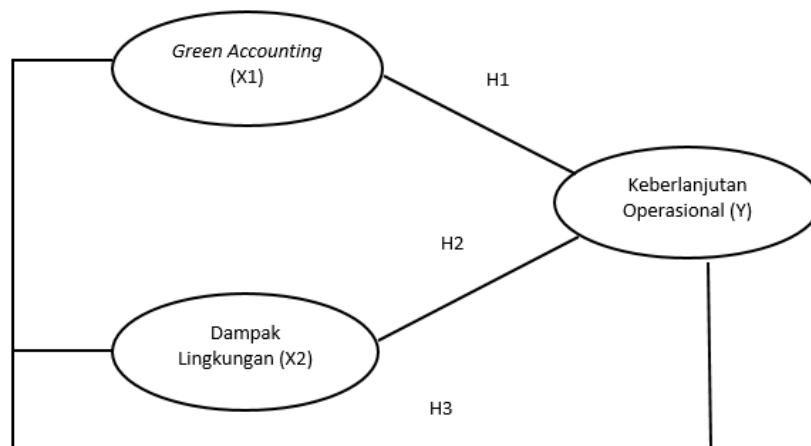 Green Accounting
(X1)
H1
Keberlanjutan
Operasional (Y)
H2
Dampak
Lingkungan (X2)
H3